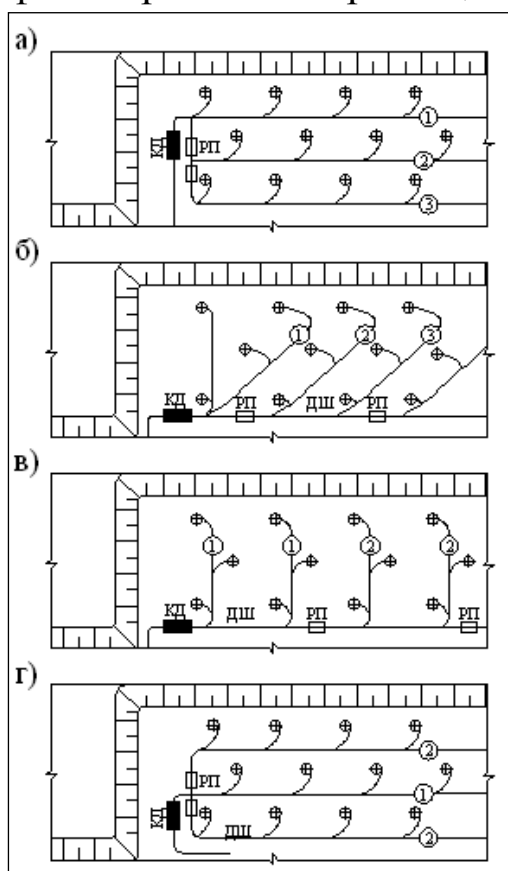 а)
1
КД РП
2
3
б)
1 2 3
КД РП ДШ РП
в)
1 1 2 2
КД ДШ РП РП
г)
2
РП
1
КД
ДШ 2